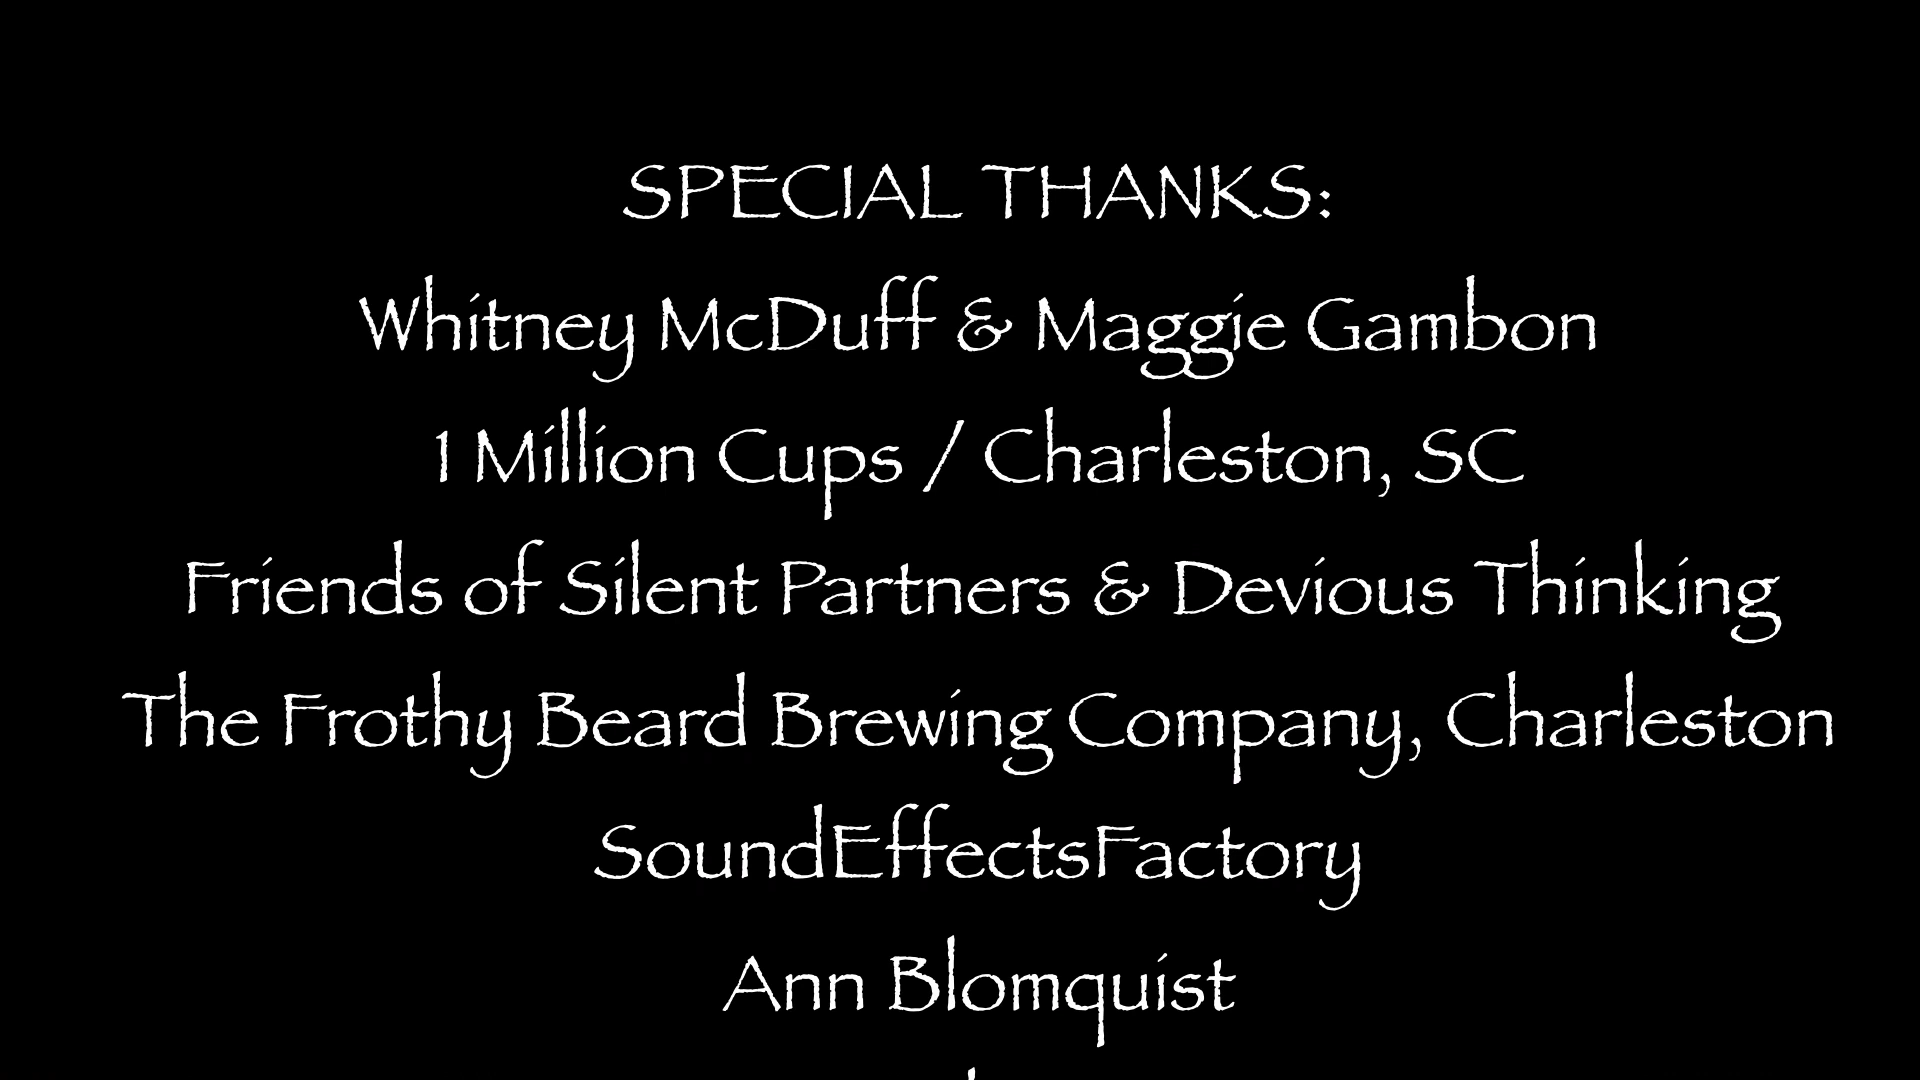 SPECIAL THANKS:
Whitney McDuff & Maggie Gambon
1 Million Cups / Charleston, SC
Friends of Silent Partners & Devious Thinking
The Frothy Beard Brewing Company, Charleston
SoundEffectsFactory
Ann Blomquist